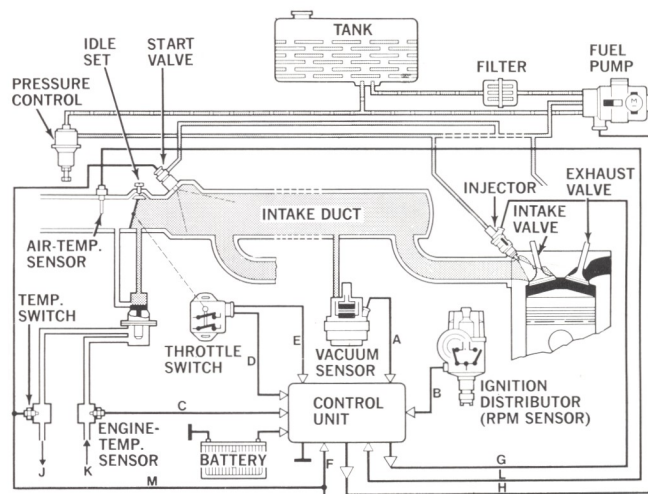 TANK
IDLE
SET
START
VALVE
FILTER
FUEL
PUMP
PRESSURE
CONTROL
M
EXHAUST
VALVE
INJECTOR
INTAKE DUCT
INTAKE
VALVE
AIR-TEMP.
SENSOR
TEMP.
SWITCH
THROTTLE
SWITCH
D
E
VACUUM
SENSOR
A
B
IGNITION
DISTRIBUTOR
(RPM SENSOR)
C
CONTROL
UNIT
ENGINE-
TEMP.
SENSOR
BATTERY
F
G
J
K
L
M
H